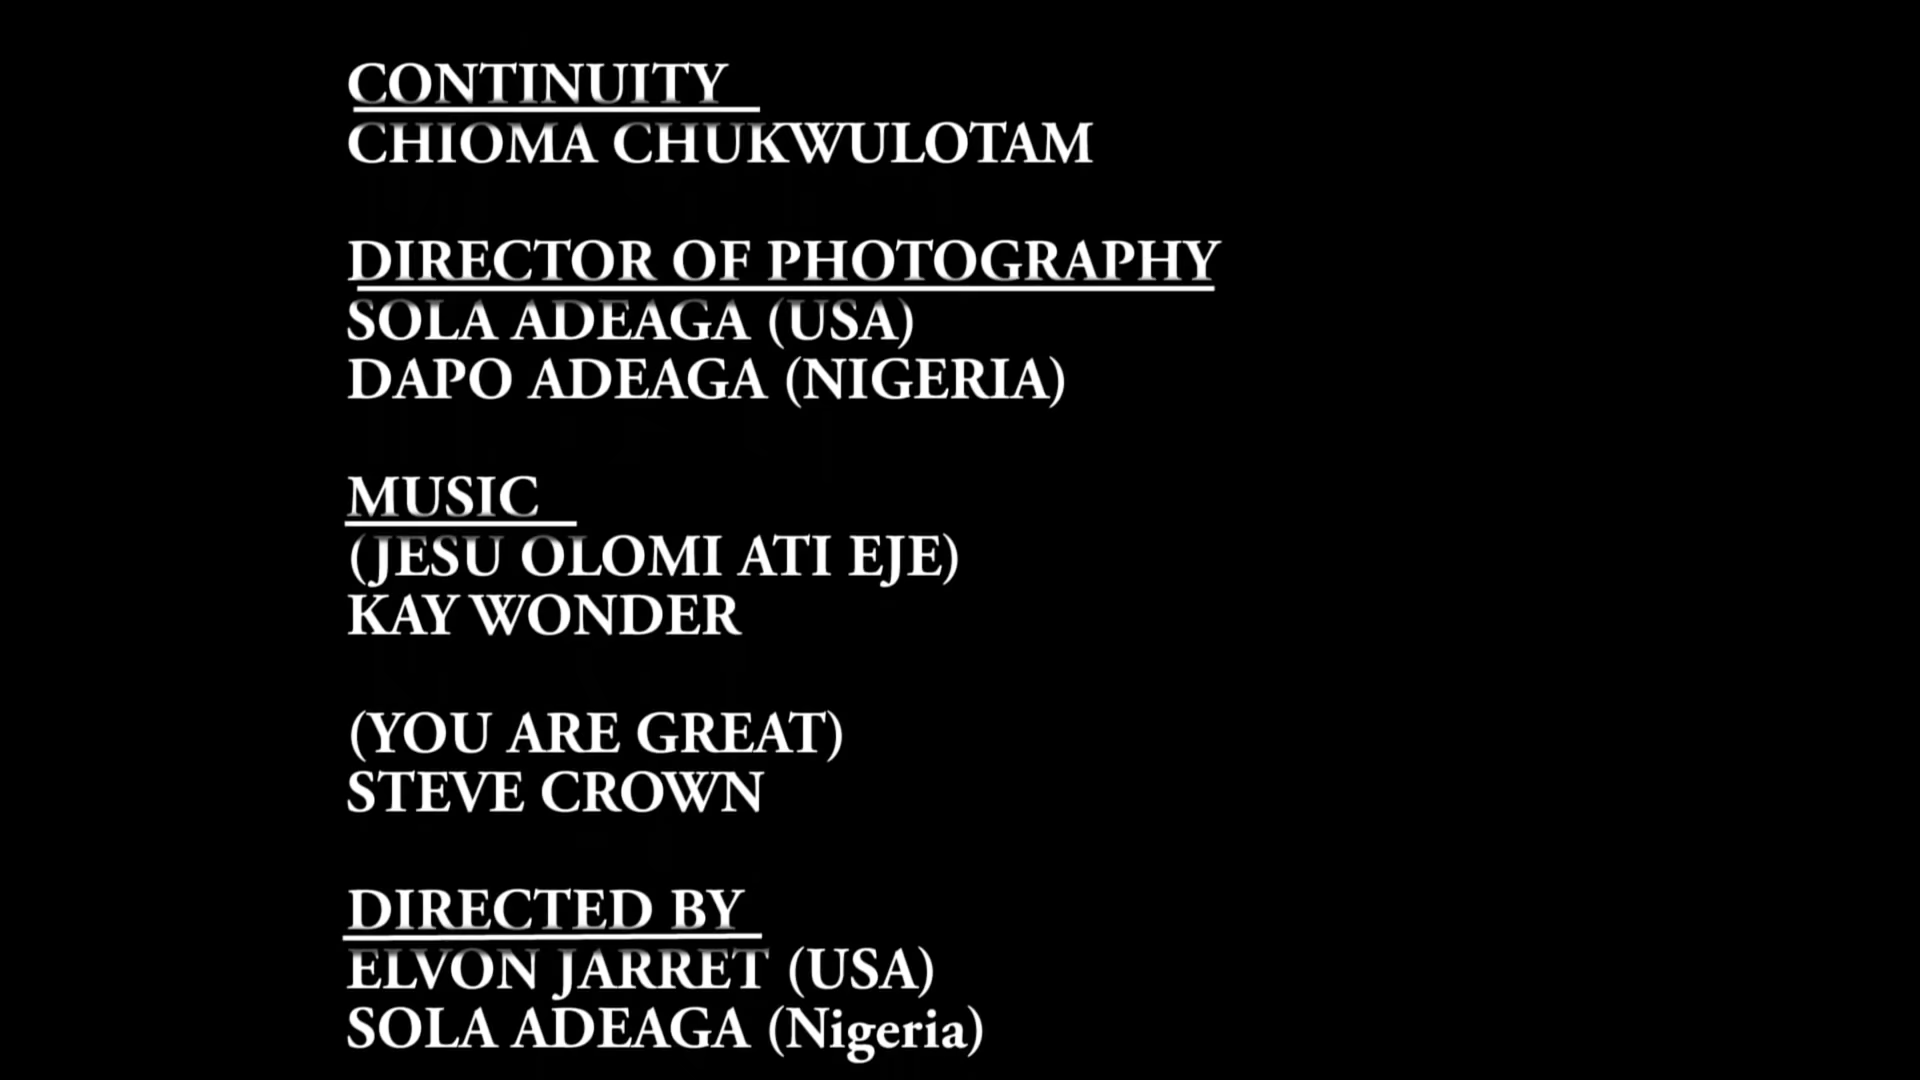 CONTINUITY
CHIOMA CHUKWULOTAM
DIRECTOR OF PHOTOGRAPHY
SOLA ADEAGA (USA)
DAPO ADEAGA (NIGERIA)
MUSIC
(JESU OLOMI ATI EJE)
KAY WONDER
(YOU ARE GREAT)
STEVE CROWN
DIRECTED BY
ELVON JARRET (USA)
SOLA ADEAGA (Nigeria)